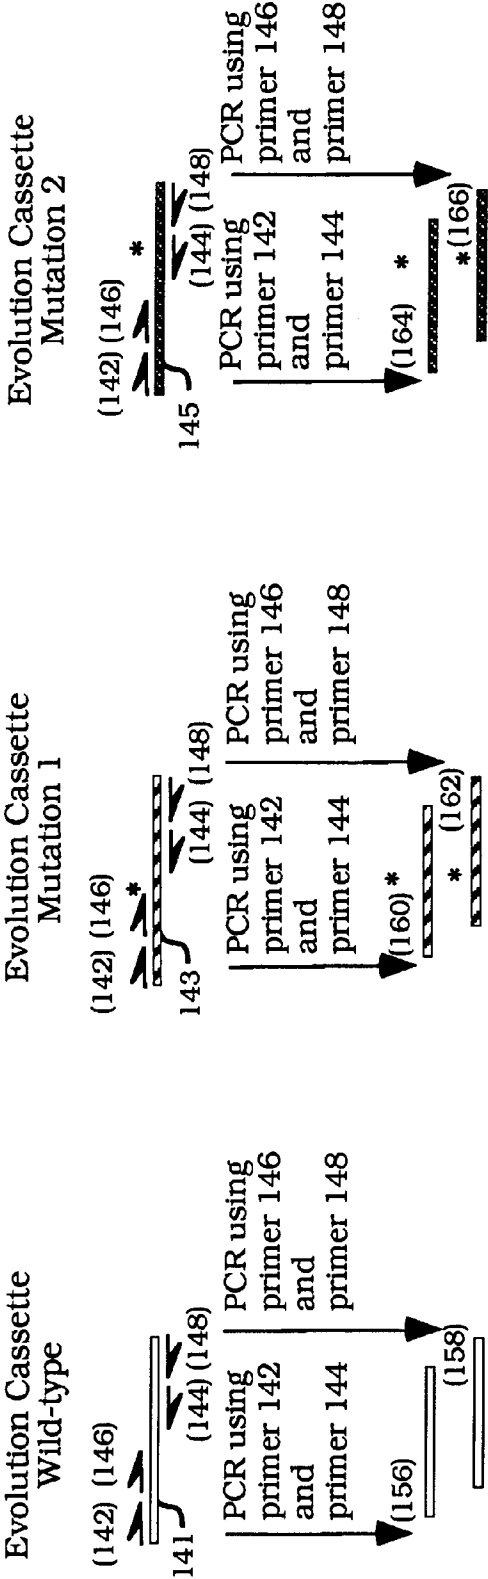 Evolution Cassette
Wild-type
(142) (146)
141
(144) (148)
PCR using
primer 142
and
primer 144
PCR using
primer 146
and
primer 148
(156)
(158)
Evolution Cassette
Mutation 1
(142) (146) *
143
(144) (148)
PCR using
primer 142
and
primer 144
PCR using
primer 146
and
primer 148
(160) *
* (162)
Evolution Cassette
Mutation 2
(142) (146) *
145
(144) (148)
PCR using
primer 142
and
primer 144
PCR using
primer 146
and
primer 148
(164) *
* (166)